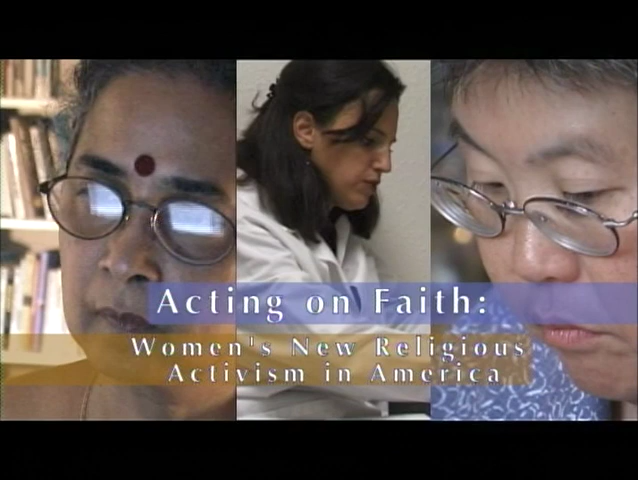 Acting on Faith:
Women's New Religious
Activism in America